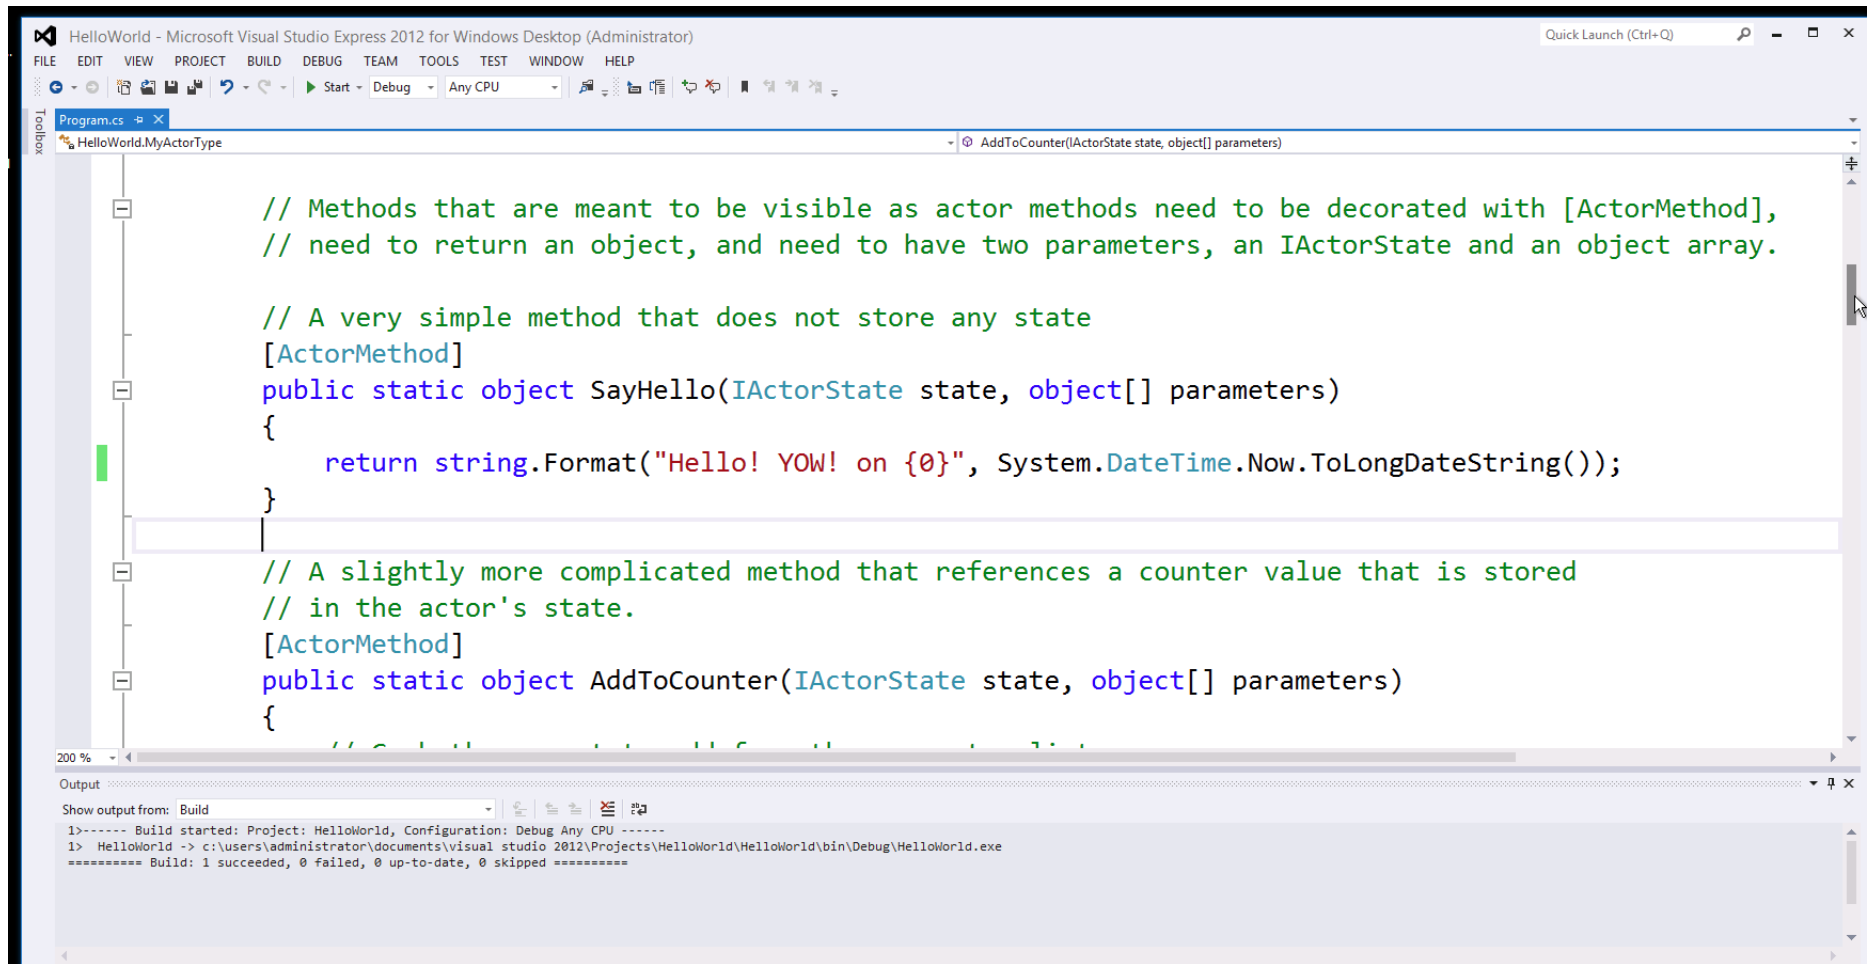 HelloWorld - Microsoft Visual Studio Express 2012 for Windows Desktop (Administrator)
Quick Launch (Ctrl+Q)
FILE EDIT VIEW PROJECT BUILD DEBUG TEAM TOOLS TEST WINDOW HELP
Start Debug Any CPU
Toolbox
Program.cs
HelloWorld.MyActorType
AddToCounter(IActorState state, object[] parameters)
// Methods that are meant to be visible as actor methods need to be decorated with [ActorMethod],
// need to return an object, and need to have two parameters, an IActorState and an object array.
// A very simple method that does not store any state
[ActorMethod]
public static object SayHello(IActorState state, object[] parameters)
{
return string.Format("Hello! YOW! on {0}", System.DateTime.Now.ToLongDateString());
}
// A slightly more complicated method that references a counter value that is stored
// in the actor's state.
[ActorMethod]
public static object AddToCounter(IActorState state, object[] parameters)
{
200 %
Output
Show output from: Build
1>------ Build started: Project: HelloWorld, Configuration: Debug Any CPU ------
1> HelloWorld -> c:\users\administrator\documents\visual studio 2012\Projects\HelloWorld\HelloWorld\bin\Debug\HelloWorld.exe
========== Build: 1 succeeded, 0 failed, 0 up-to-date, 0 skipped ==========